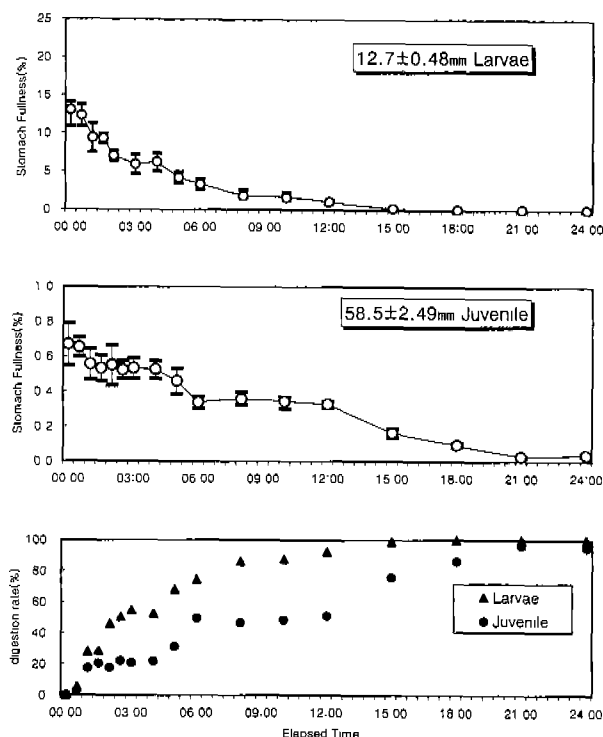 25
20
15
10
5
0
Stomach Fullness(%)
12.7±0.48mm Larvae
00 00 03 00 06 00 09:00 12:00 15 00 18:00 21 00 24 00
1 0
0.8
0.6
0.4
0.2
0 0
Stomach Fullness(%)
58.5±2.49mm Juvenile
00 00 03:00 06 00 09 00 12 00 15 00 18 00 21 00 24:00
100
80
60
40
20
0
digestion rate(%)
Larvae
Juvenile
00 00 03 00 06 00 09:00 12 00 15 00 18 00 21 00 24 00
Elapsed Time